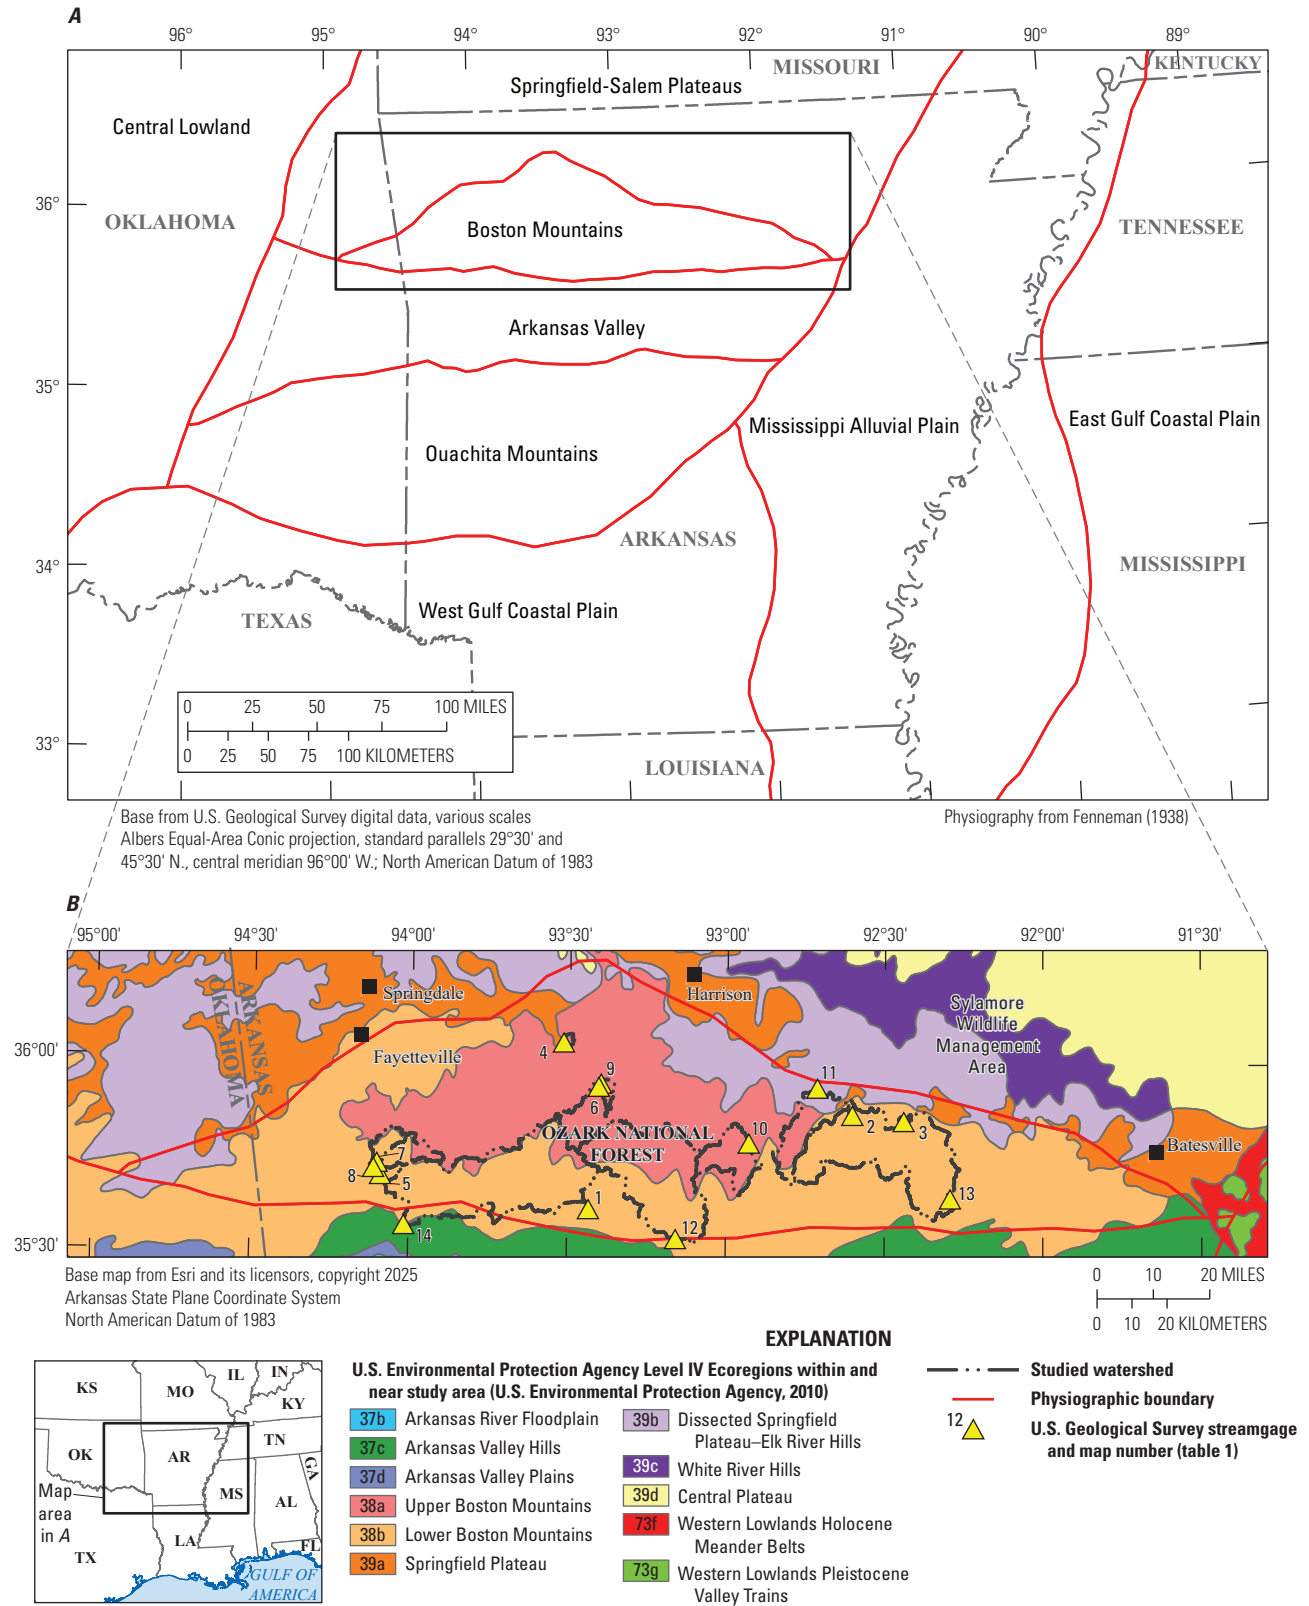 A
96° 95° 94° 93° 92° 91° 90° 89°
MISSOURI
KENTUCKY
Springfield-Salem Plateaus
Central Lowland
36°
OKLAHOMA
Boston Mountains
TENNESSEE
Arkansas Valley
35°
Mississippi Alluvial Plain
East Gulf Coastal Plain
Ouachita Mountains
ARKANSAS
34°
MISSISSIPPI
West Gulf Coastal Plain
TEXAS
0 25 50 75 100 MILES
0 25 50 75 100 KILOMETERS
33°
LOUISIANA
Base from U.S. Geological Survey digital data, various scales
Albers Equal-Area Conic projection, standard parallels 29°30' and
45°30' N., central meridian 96°00' W.; North American Datum of 1983
Physiography from Fenneman (1938)
B
95°00' 94°30' 94°00' 93°30' 93°00' 92°30' 92°00' 91°30'
Springdale
Harrison
ARKANSAS
OKLAHOMA
Sylamore
Wildlife
Management
Area
36°00'
Fayetteville
4
9
6
11
2
3
10
OZARK NATIONAL
FOREST
Batesville
7
8
5
1
13
12
14
35°30'
Base map from Esri and its licensors, copyright 2025
Arkansas State Plane Coordinate System
North American Datum of 1983
0 10 20 MILES
0 10 20 KILOMETERS
EXPLANATION
KS
MO
IL
IN
KY
OK
AR
TN
GA
MS
AL
Map
area
in A
LA
TX
FL
GULF OF
AMERICA
U.S. Environmental Protection Agency Level IV Ecoregions within and
near study area (U.S. Environmental Protection Agency, 2010)
37b Arkansas River Floodplain
37c Arkansas Valley Hills
37d Arkansas Valley Plains
38a Upper Boston Mountains
38b Lower Boston Mountains
39a Springfield Plateau
39b Dissected Springfield
Plateau–Elk River Hills
39c White River Hills
39d Central Plateau
73f Western Lowlands Holocene
Meander Belts
73g Western Lowlands Pleistocene
Valley Trains
Studied watershed
Physiographic boundary
12 U.S. Geological Survey streamgage
and map number (table 1)